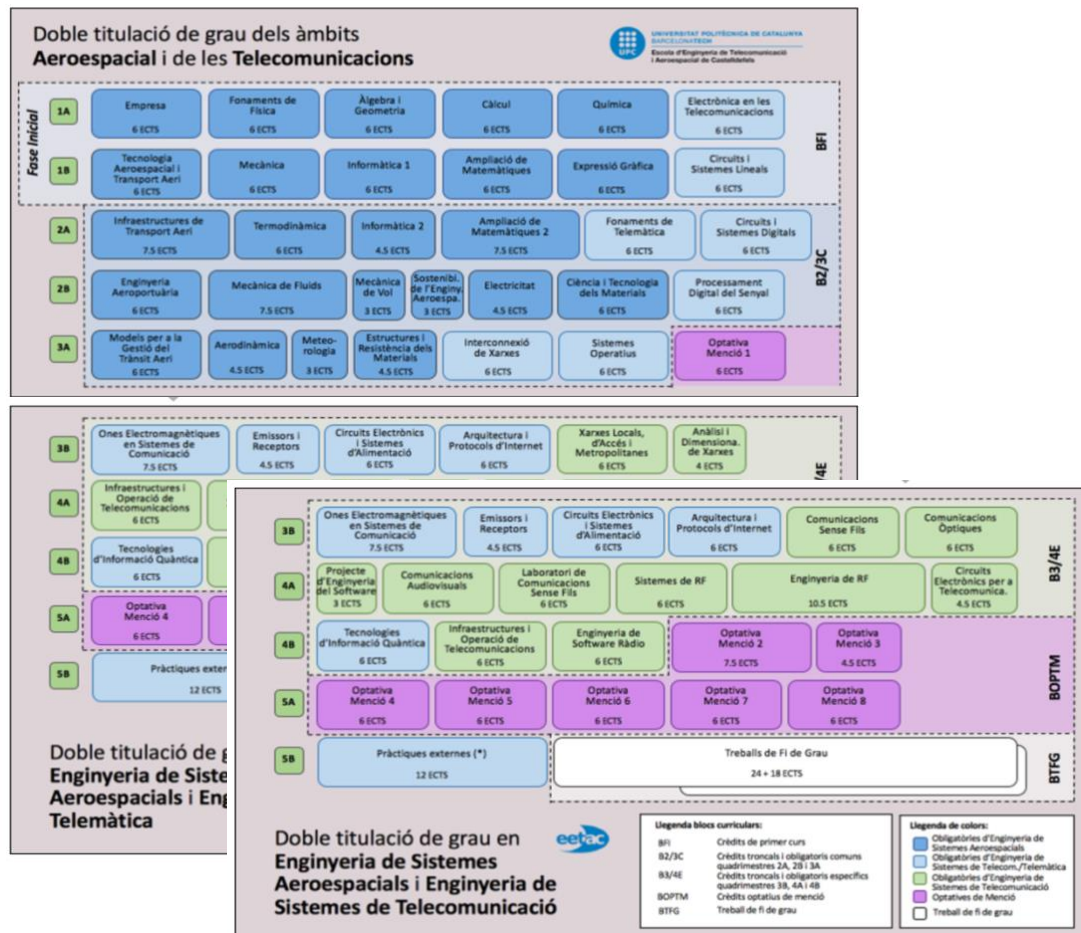 Doble titulació de grau dels àmbits
Aeroespacial i de les Telecomunicacions
UPC
UNIVERSITAT POLITÈCNICA DE CATALUNYA
BARCELONATECH
Escola d'Enginyeria de Telecomunicació
i Aeroespacial de Castelldefels
Fase Inicial
1A
Empresa
6 ECTS
Fonaments de
Física
6 ECTS
Àlgebra i
Geometria
6 ECTS
Càlcul
6 ECTS
Química
6 ECTS
Electrònica en les
Telecomunicacions
6 ECTS
BFI
1B
Tecnologia
Aeroespacial i
Transport Aeri
6 ECTS
Mecànica
6 ECTS
Informàtica 1
6 ECTS
Ampliació de
Matemàtiques
6 ECTS
Expressió Gràfica
6 ECTS
Circuits i
Sistemes Lineals
6 ECTS
2A
Infraestructures de
Transport Aeri
7.5 ECTS
Termodinàmica
6 ECTS
Informàtica 2
4.5 ECTS
Ampliació de
Matemàtiques 2
7.5 ECTS
Fonaments de
Telemàtica
6 ECTS
Circuits i
Sistemes Digitals
6 ECTS
B2/3C
2B
Enginyeria
Aeroportuària
6 ECTS
Mecànica de Fluids
7.5 ECTS
Mecànica
de Vol
3 ECTS
Sostenibi.
de l'Enginy.
Aeroespa.
3 ECTS
Electricitat
4.5 ECTS
Ciència i Tecnologia
dels Materials
6 ECTS
Processament
Digital del Senyal
6 ECTS
3A
Models per a la
Gestió del
Trànsit Aeri
6 ECTS
Aerodinàmica
4.5 ECTS
Meteo-
rologia
3 ECTS
Estructures i
Resistència dels
Materials
4.5 ECTS
Interconnexió
de Xarxes
6 ECTS
Sistemes
Operatius
6 ECTS
Optativa
Menció 1
6 ECTS
3B
Ones Electromagnètiques
en Sistemes de
Comunicació
7.5 ECTS
Emissors i
Receptors
4.5 ECTS
Circuits Electrònics
i Sistemes
d'Alimentació
6 ECTS
Arquitectura i
Protocols d'Internet
6 ECTS
Xarxes Locals,
d'Accés i
Metropolitanes
6 ECTS
Anàlisi i
Dimensiona.
de Xarxes
4 ECTS
/4E
4A
Infraestructures i
Operació de
Telecomunicacions
6 ECTS
4B
Tecnologies
d'Informació Quàntica
6 ECTS
5A
Optativa
Menció 4
6 ECTS
5B
Pràctiques extern
12 ECTS
Doble titulació de g
Enginyeria de Siste
Aeroespacials i Eng
Telemàtica
3B
Ones Electromagnètiques
en Sistemes de
Comunicació
7.5 ECTS
Emissors i
Receptors
4.5 ECTS
Circuits Electrònics
i Sistemes
d'Alimentació
6 ECTS
Arquitectura i
Protocols d'Internet
6 ECTS
Comunicacions
Sense Fils
6 ECTS
Comunicacions
Òptiques
6 ECTS
B3/4E
4A
Projecte
d'Enginyeria
del Software
3 ECTS
Comunicacions
Audiovisuals
6 ECTS
Laboratori de
Comunicacions
Sense Fils
6 ECTS
Sistemes de RF
6 ECTS
Enginyeria de RF
10.5 ECTS
Circuits
Electrònics per a
Telecomunica.
4.5 ECTS
4B
Tecnologies
d'Informació Quàntica
6 ECTS
Infraestructures i
Operació de
Telecomunicacions
6 ECTS
Enginyeria de
Software Ràdio
6 ECTS
Optativa
Menció 2
7.5 ECTS
Optativa
Menció 3
4.5 ECTS
BOPTM
5A
Optativa
Menció 4
6 ECTS
Optativa
Menció 5
6 ECTS
Optativa
Menció 6
6 ECTS
Optativa
Menció 7
6 ECTS
Optativa
Menció 8
6 ECTS
5B
Pràctiques externes (*)
12 ECTS
Treballs de Fi de Grau
24 + 18 ECTS
BTFG
Doble titulació de grau en
Enginyeria de Sistemes
Aeroespacials i Enginyeria de
Sistemes de Telecomunicació
eetac
Llegenda blocs curriculars:
BFI Crèdits de primer curs
B2/3C Crèdits troncals i obligatoris comuns
quadrimestres 2A, 2B i 3A
B3/4E Crèdits troncals i obligatoris específics
quadrimestres 3B, 4A i 4B
BOPTM Crèdits optatius de menció
BTFG Treball de fi de grau
Llegenda de colors:
Obligatòries d'Enginyeria de
Sistemes Aeroespacials
Obligatòries d'Enginyeria de
Sistemes de Telecom./Telemàtica
Obligatòries d'Enginyeria de
Sistemes de Telecomunicació
Optatives de Menció
Treball de fi de grau